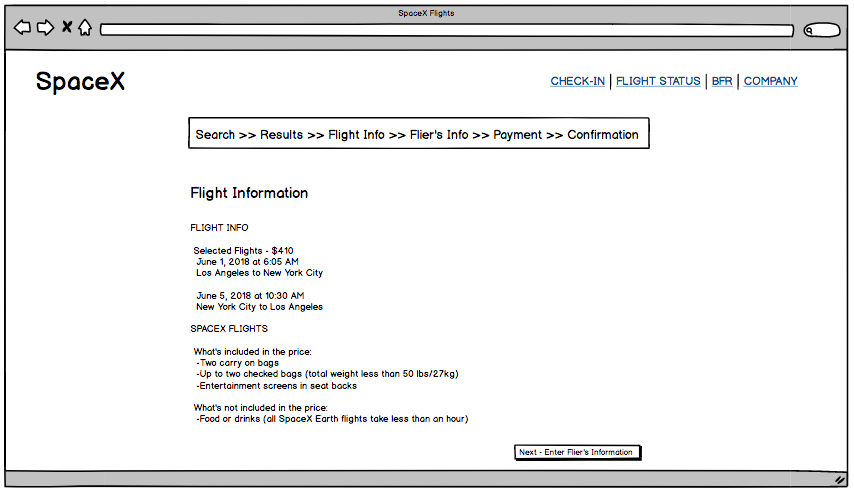 SpaceX Flights
SpaceX
CHECK-IN | FLIGHT STATUS | BFR | COMPANY
Search >> Results >> Flight Info >> Flier's Info >> Payment >> Confirmation
Flight Information
FLIGHT INFO
Selected Flights - $410
June 1, 2018 at 6:05 AM
Los Angeles to New York City
June 5, 2018 at 10:30 AM
New York City to Los Angeles
SPACEX FLIGHTS
What's included in the price:
-Two carry on bags
-Up to two checked bags (total weight less than 50 lbs/27kg)
-Entertainment screens in seat backs
What's not included in the price:
-Food or drinks (all SpaceX Earth flights take less than an hour)
Next - Enter Flier's Information